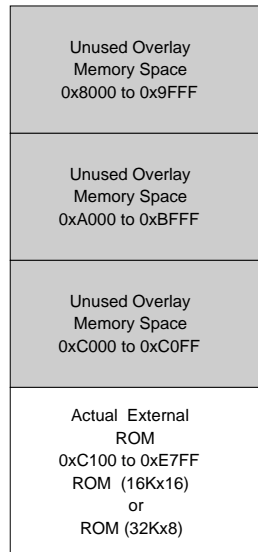 Unused Overlay
Memory Space
0x8000 to 0x9FFF
Unused Overlay
Memory Space
0xA000 to 0xBFFF
Unused Overlay
Memory Space
0xC000 to 0xC0FF
Actual External
ROM
0xC100 to 0xE7FF
ROM (16Kx16)
or
ROM (32Kx8)